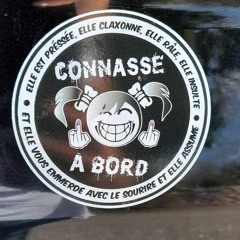 ELLE EST PRÉSSÉE, ELLE CLAXONNE, ELLE RÂLE, ELLE INSULTE
CONNASSE
À BORD
ET ELLE VOUS EMMERDE AVEC LE SOURIRE ET ELLE ASSUME